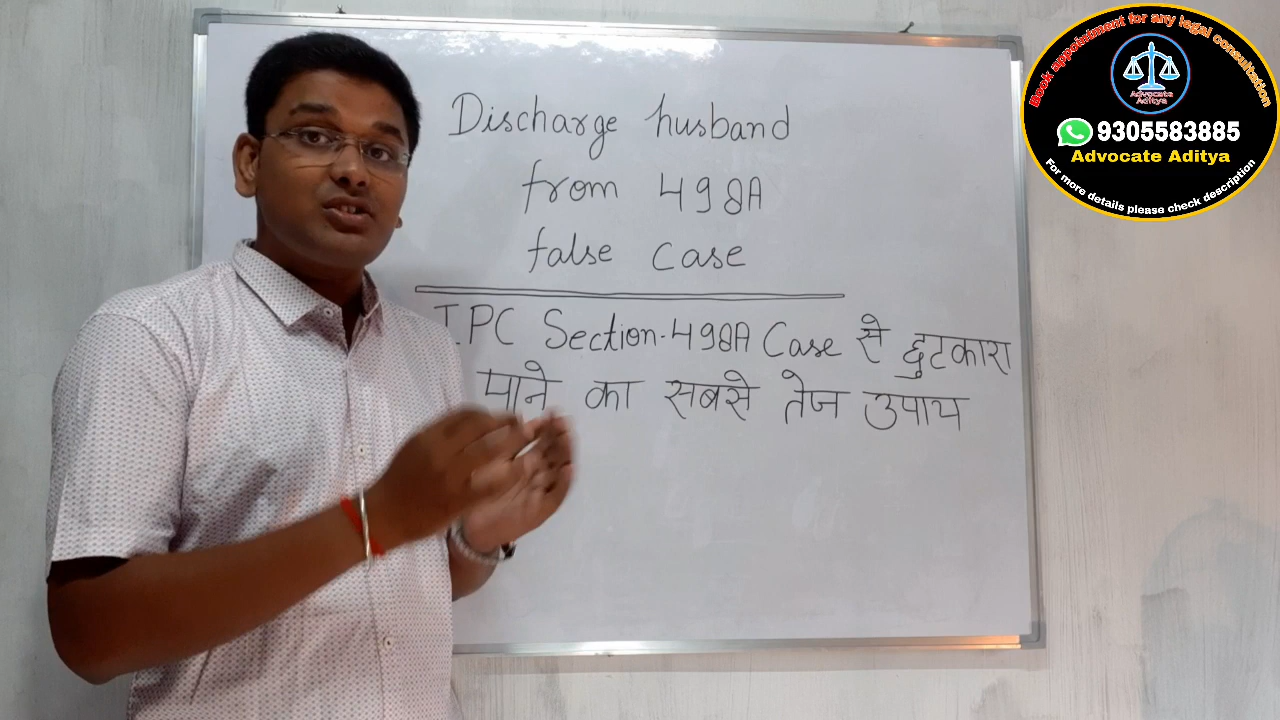 Discharge husband
from 498A
false case
IPC Section-498A Case से छुटकारा
पाने का सबसे तेज उपाय
Book appointment for any legal consultation
Advocate
Aditya
9305583885
Advocate Aditya
For more details please check description